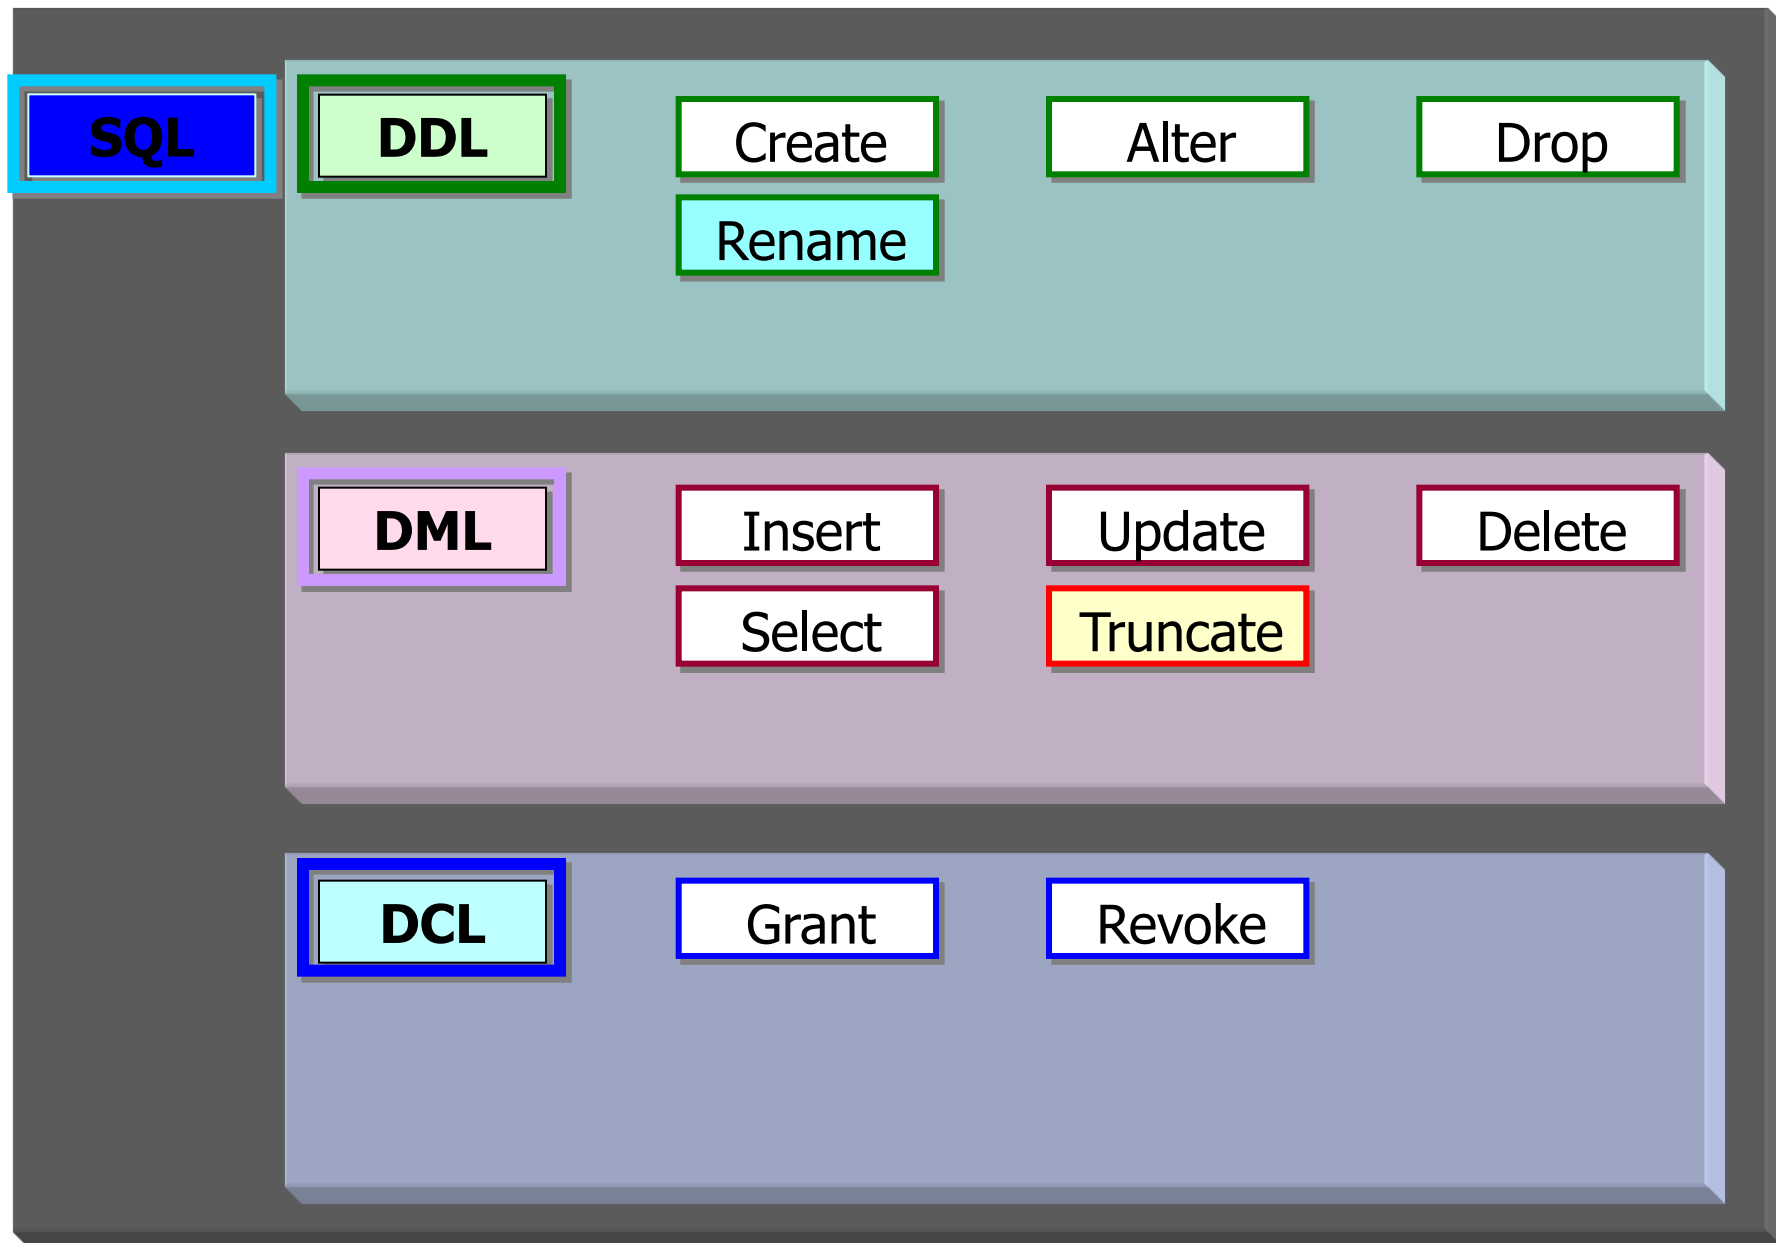 SQL
DDL
Create
Alter
Drop
Rename
DML
Insert
Update
Delete
Select
Truncate
DCL
Grant
Revoke